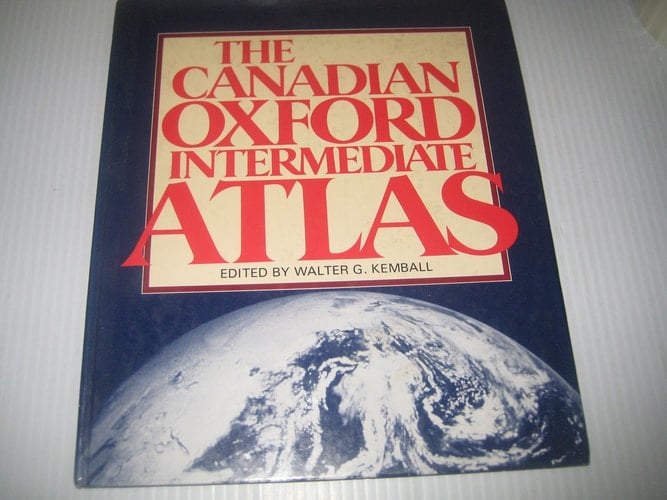 THE
CANADIAN
OXFORD
INTERMEDIATE
ATLAS
EDITED BY WALTER G. KEMBALL